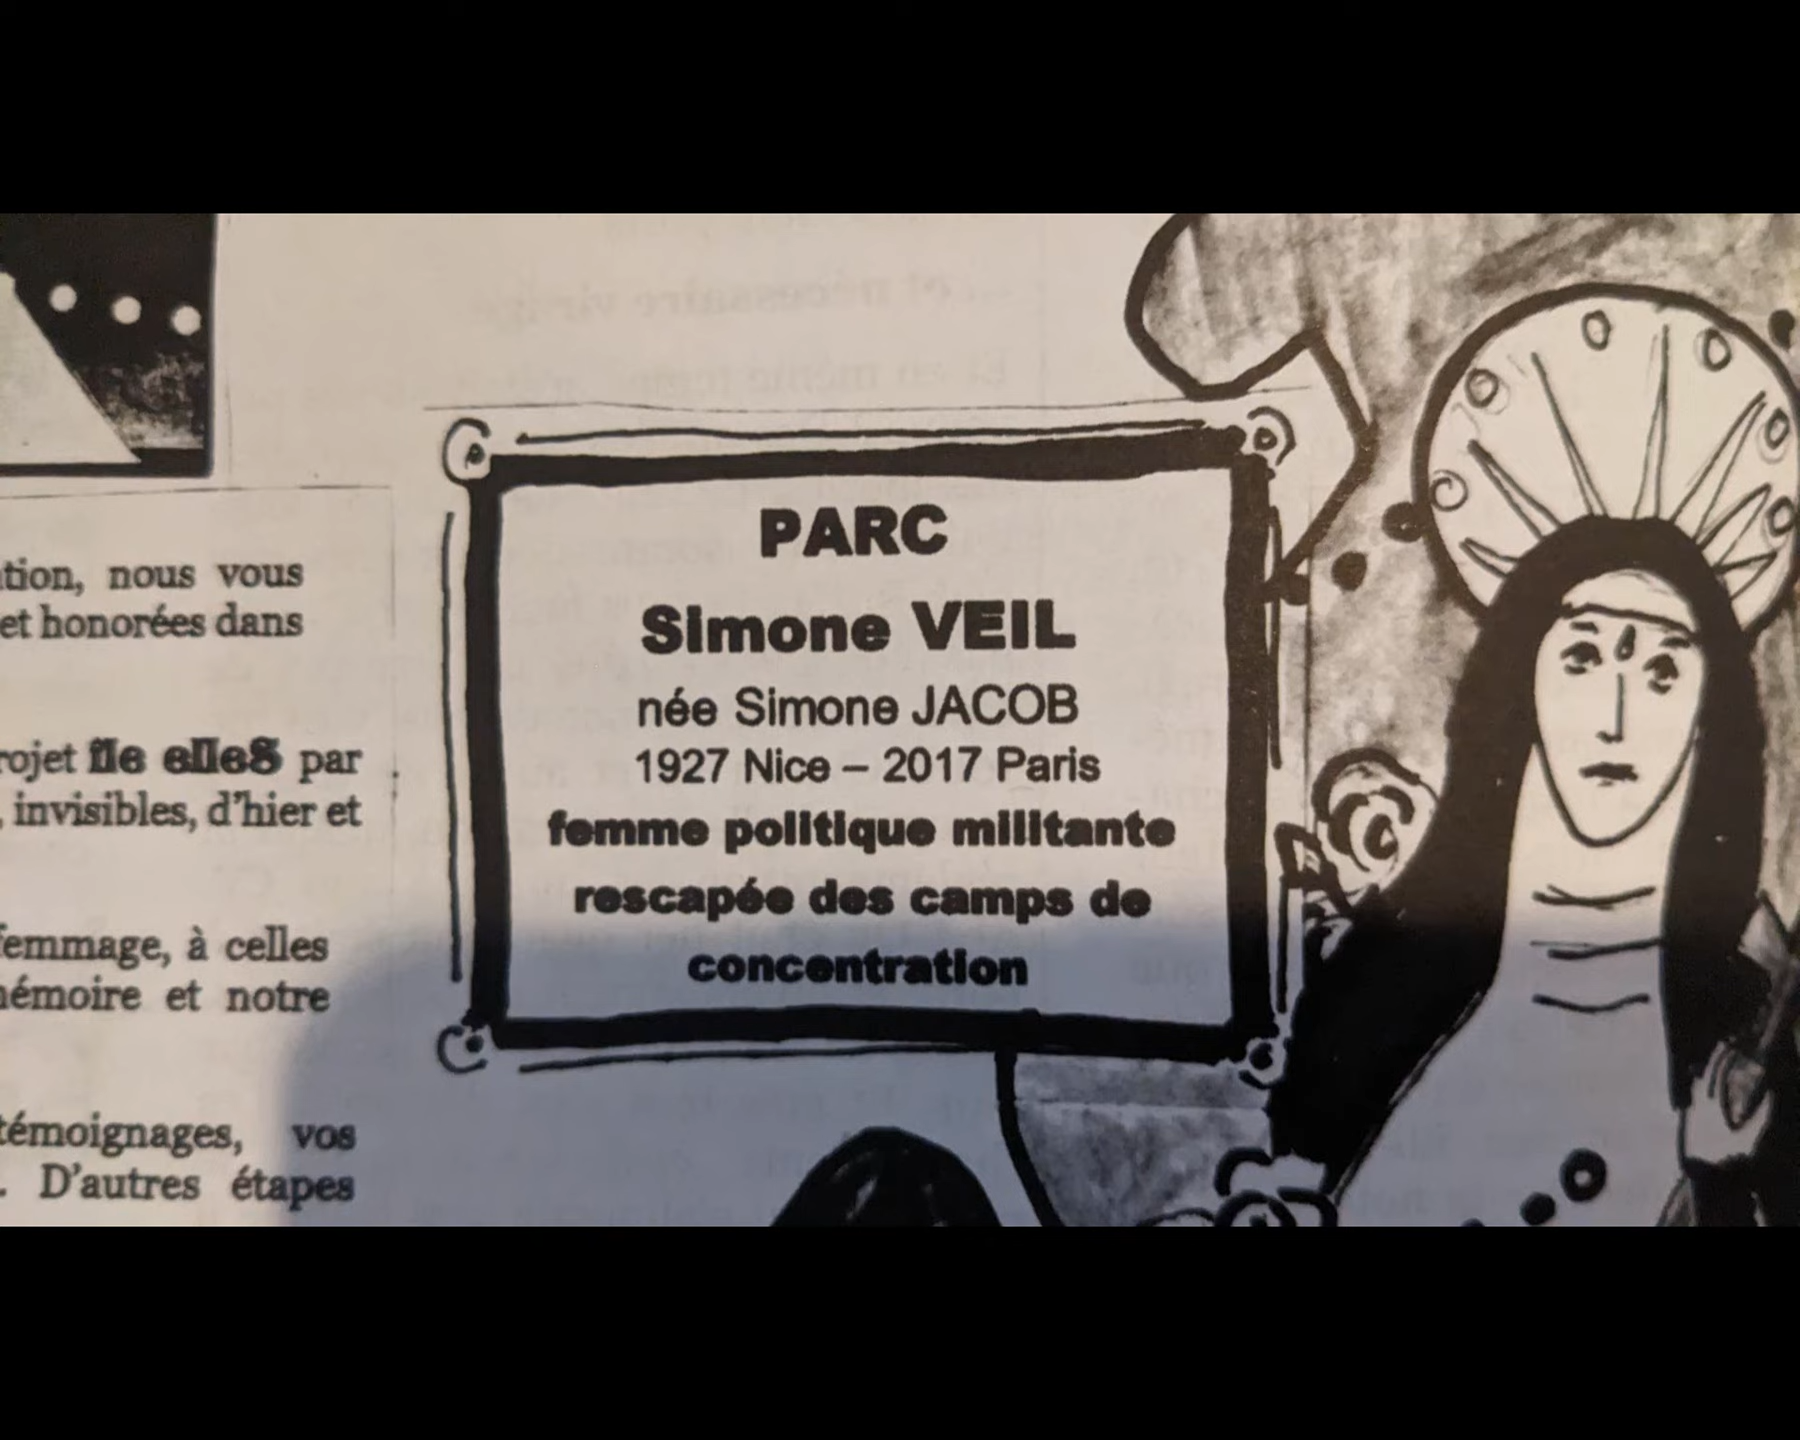 tion, nous vous
et honorées dans
rojet île elles par
, invisibles, d'hier et
femmage, à celles
mémoire et notre
témoignages, vos
. D'autres étapes
PARC
Simone VEIL
née Simone JACOB
1927 Nice – 2017 Paris
femme politique militante
rescapée des camps de
concentration